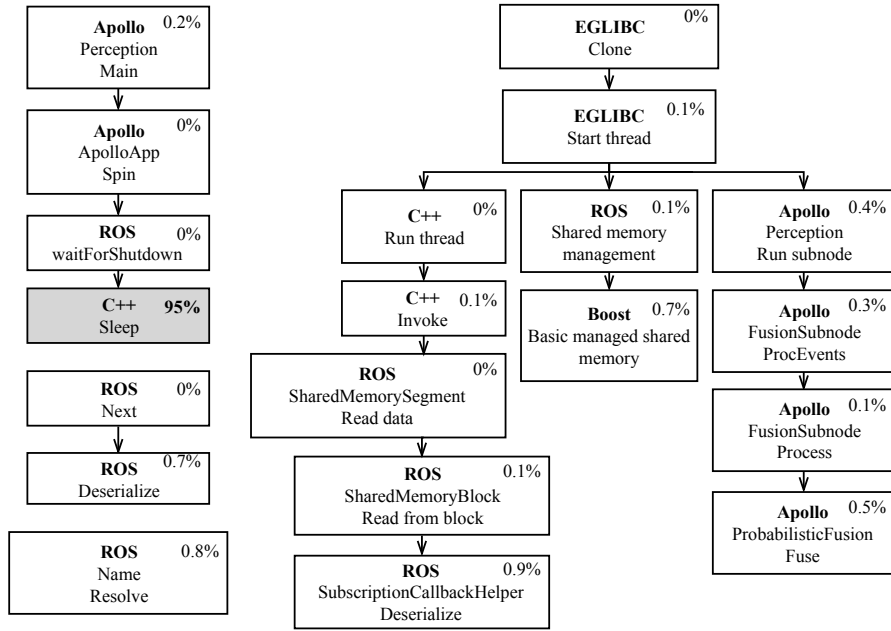 Apollo 0.2%
Perception
Main
Apollo 0%
ApolloApp
Spin
ROS 0%
waitForShutdown
C++ 95%
Sleep
ROS 0%
Next
ROS 0.7%
Deserialize
ROS 0.8%
Name
Resolve
EGLIBC 0%
Clone
EGLIBC 0.1%
Start thread
C++ 0%
Run thread
C++ 0.1%
Invoke
ROS 0%
SharedMemorySegment
Read data
ROS 0.1%
SharedMemoryBlock
Read from block
ROS 0.9%
SubscriptionCallbackHelper
Deserialize
ROS 0.1%
Shared memory
management
Boost 0.7%
Basic managed shared
memory
Apollo 0.4%
Perception
Run subnode
Apollo 0.3%
FusionSubnode
ProcEvents
Apollo 0.1%
FusionSubnode
Process
Apollo 0.5%
ProbabilisticFusion
Fuse